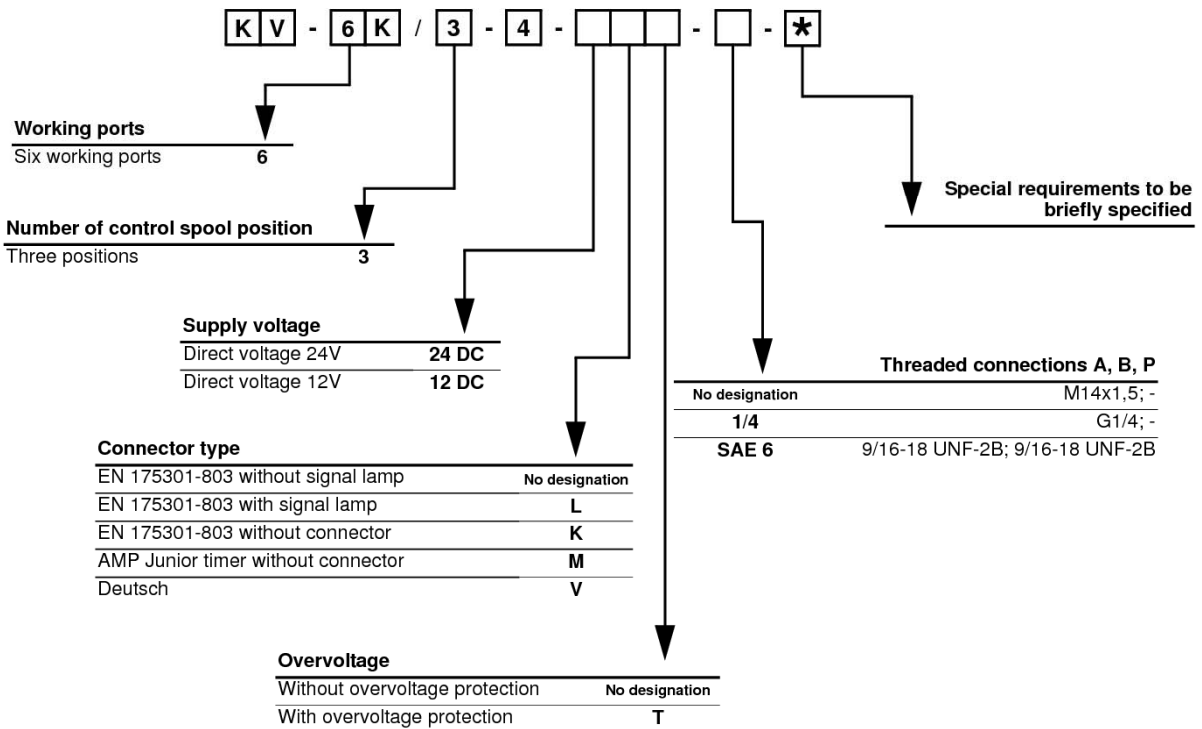 KV - 6K / 3 - 4 - - - *
Working ports
Six working ports 6
Special requirements to be
briefly specified
Number of control spool position
Three positions 3
Supply voltage
Direct voltage 24V 24 DC
Direct voltage 12V 12 DC
Threaded connections A, B, P
No designation M14x1,5; -
1/4 G1/4; -
SAE 6 9/16-18 UNF-2B; 9/16-18 UNF-2B
Connector type
EN 175301-803 without signal lamp No designation
EN 175301-803 with signal lamp L
EN 175301-803 without connector K
AMP Junior timer without connector M
Deutsch V
Overvoltage
Without overvoltage protection No designation
With overvoltage protection T